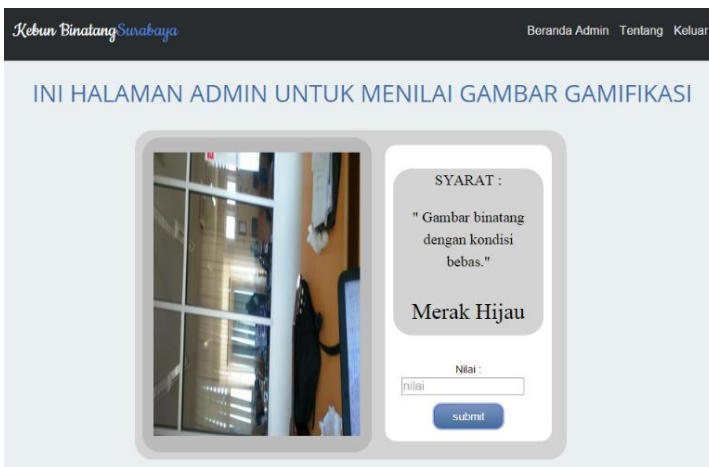 Kebun BinatangSurabaya
Beranda Admin Tentang Keluar
INI HALAMAN ADMIN UNTUK MENILAI GAMBAR GAMIFIKASI
SYARAT :
" Gambar binatang
dengan kondisi
bebas."
Merak Hijau
Nilai :
nilai
submit